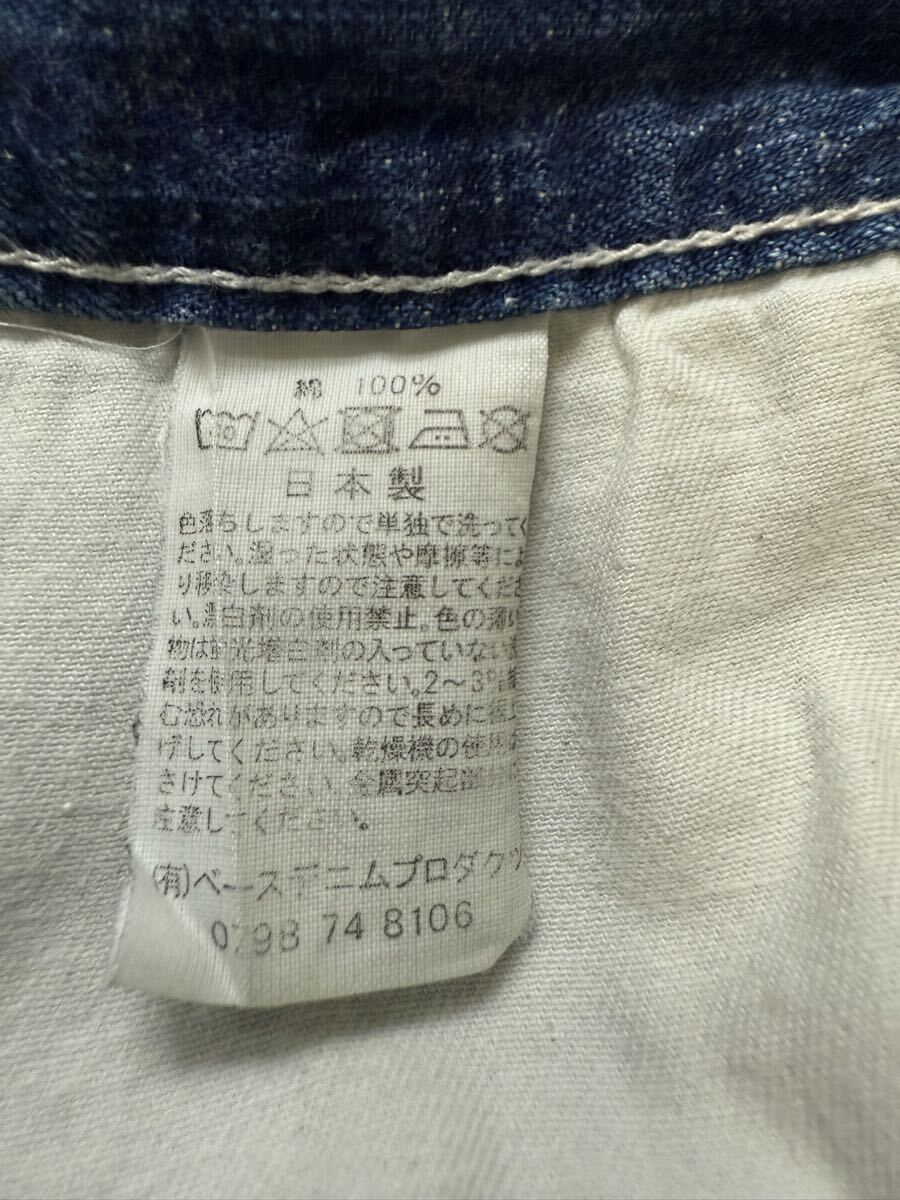 綿 100%
日本製
色落ちしますので単独で洗ってく
ださい。湿った状態や摩擦等によ
り移染しますので注意してくださ
い。漂白剤の使用禁止。色の薄い
物は蛍光増白剤の入っていない
剤を使用してください。2～3%縮
む恐れがありますので長めに
げしてください。乾燥機の使用
さけてください。金属突起部
注意してください。
(有)ベースデニムプロダクツ
0798 74 8106